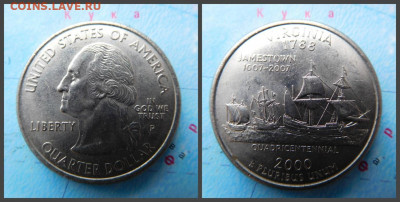 COINS.LAVE.RU
UNITED STATES OF AMERICA
LIBERTY
IN
GOD WE
TRUST
P
QUARTER DOLLAR
К у к а
VIRGINIA
1788
JAMESTOWN
1607-2007
QUADRICENTENNIAL
2000
E PLURIBUS UNUM